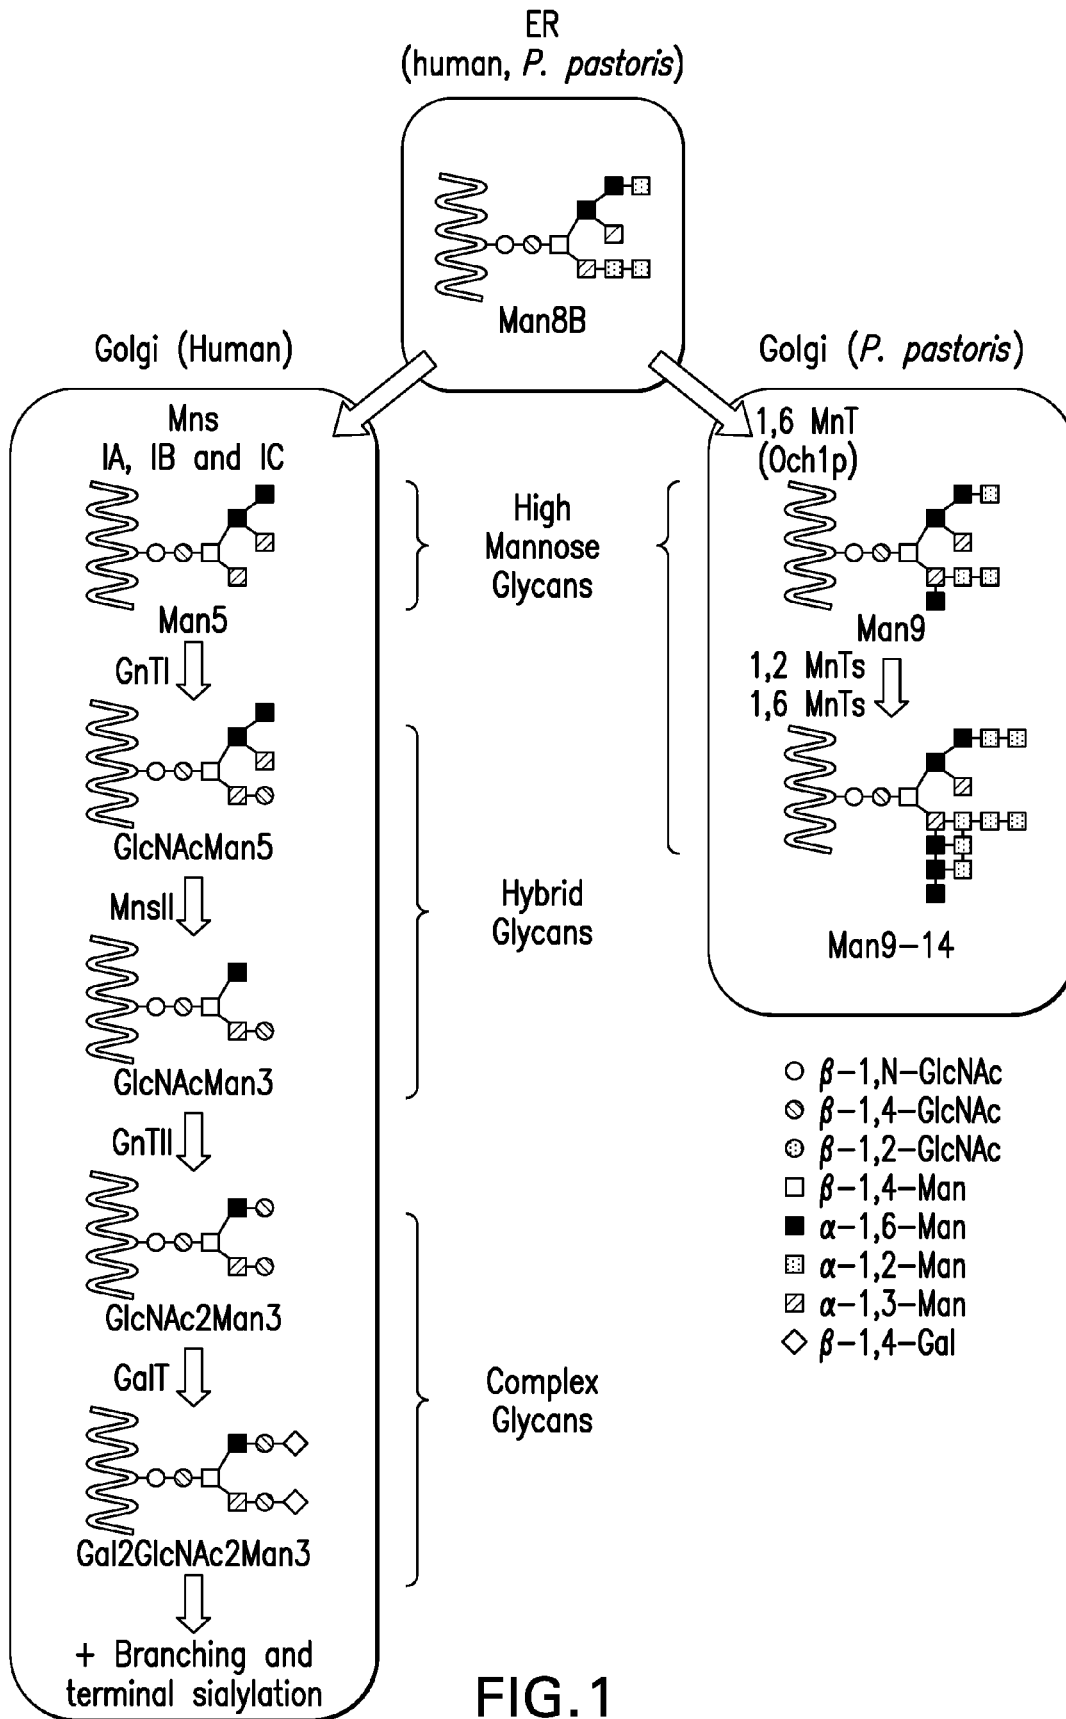 ER
(human, P. pastoris)
Man8B
Golgi (Human)
Mns
IA, IB and IC
Man5
GnTI
GlcNAcMan5
MnsII
GlcNAcMan3
GnTII
GlcNAc2Man3
GalT
Gal2GlcNAc2Man3
+ Branching and
terminal sialylation
High
Mannose
Glycans
Hybrid
Glycans
Complex
Glycans
Golgi (P. pastoris)
1,6 MnT
(Och1p)
Man9
1,2 MnTs
1,6 MnTs
Man9-14
β-1,N-GlcNAc
β-1,4-GlcNAc
β-1,2-GlcNAc
β-1,4-Man
α-1,6-Man
α-1,2-Man
α-1,3-Man
β-1,4-Gal
FIG.1